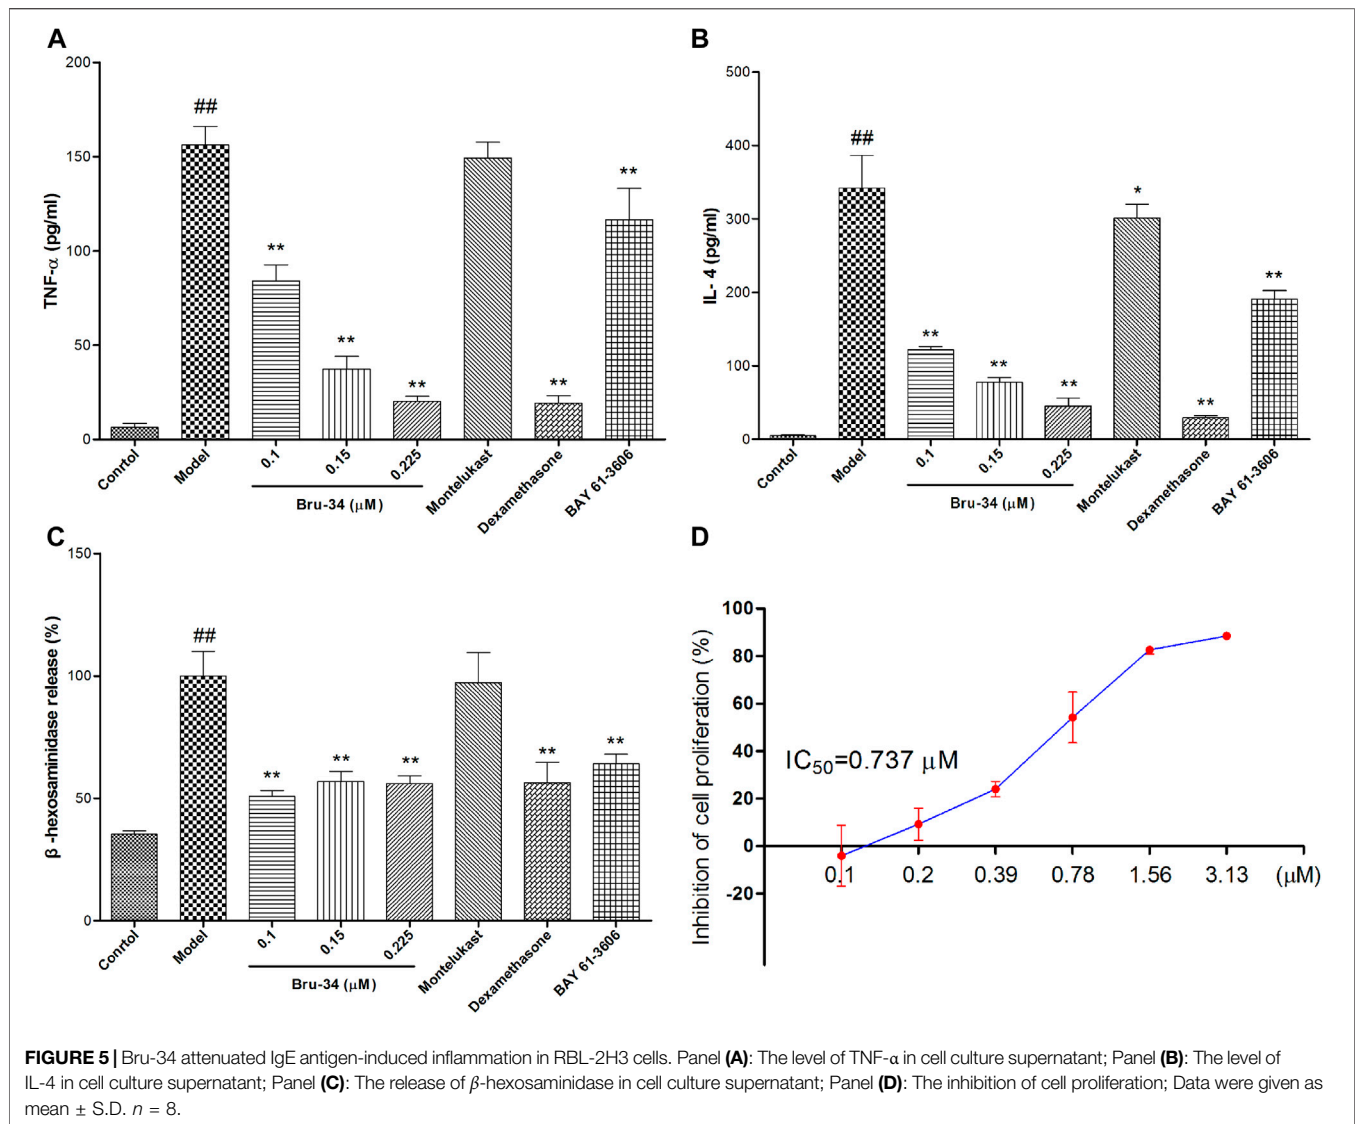 A
200
150
100
50
0
TNF-α (pg/ml)
##
**
**
**
**
**
Conrtol
Model
0.1
0.15
0.225
Montelukast
Dexamethasone
BAY 61-3606
Bru-34 (μM)
B
500
400
300
200
100
0
IL- 4 (pg/ml)
##
**
**
**
*
**
**
Conrtol
Model
0.1
0.15
0.225
Montelukast
Dexamethasone
BAY 61-3606
Bru-34 (μM)
C
150
100
50
0
β -hexosaminidase release (%)
##
**
**
**
**
**
Conrtol
Model
0.1
0.15
0.225
Montelukast
Dexamethasone
BAY 61-3606
Bru-34 (μM)
D
100
80
60
40
20
0
-20
Inhibition of cell proliferation (%)
IC50=0.737 μM
0.1 0.2 0.39 0.78 1.56 3.13 (μM)
FIGURE 5 | Bru-34 attenuated IgE antigen-induced inflammation in RBL-2H3 cells. Panel (A): The level of TNF-α in cell culture supernatant; Panel (B): The level of
IL-4 in cell culture supernatant; Panel (C): The release of β-hexosaminidase in cell culture supernatant; Panel (D): The inhibition of cell proliferation; Data were given as
mean ± S.D. n = 8.